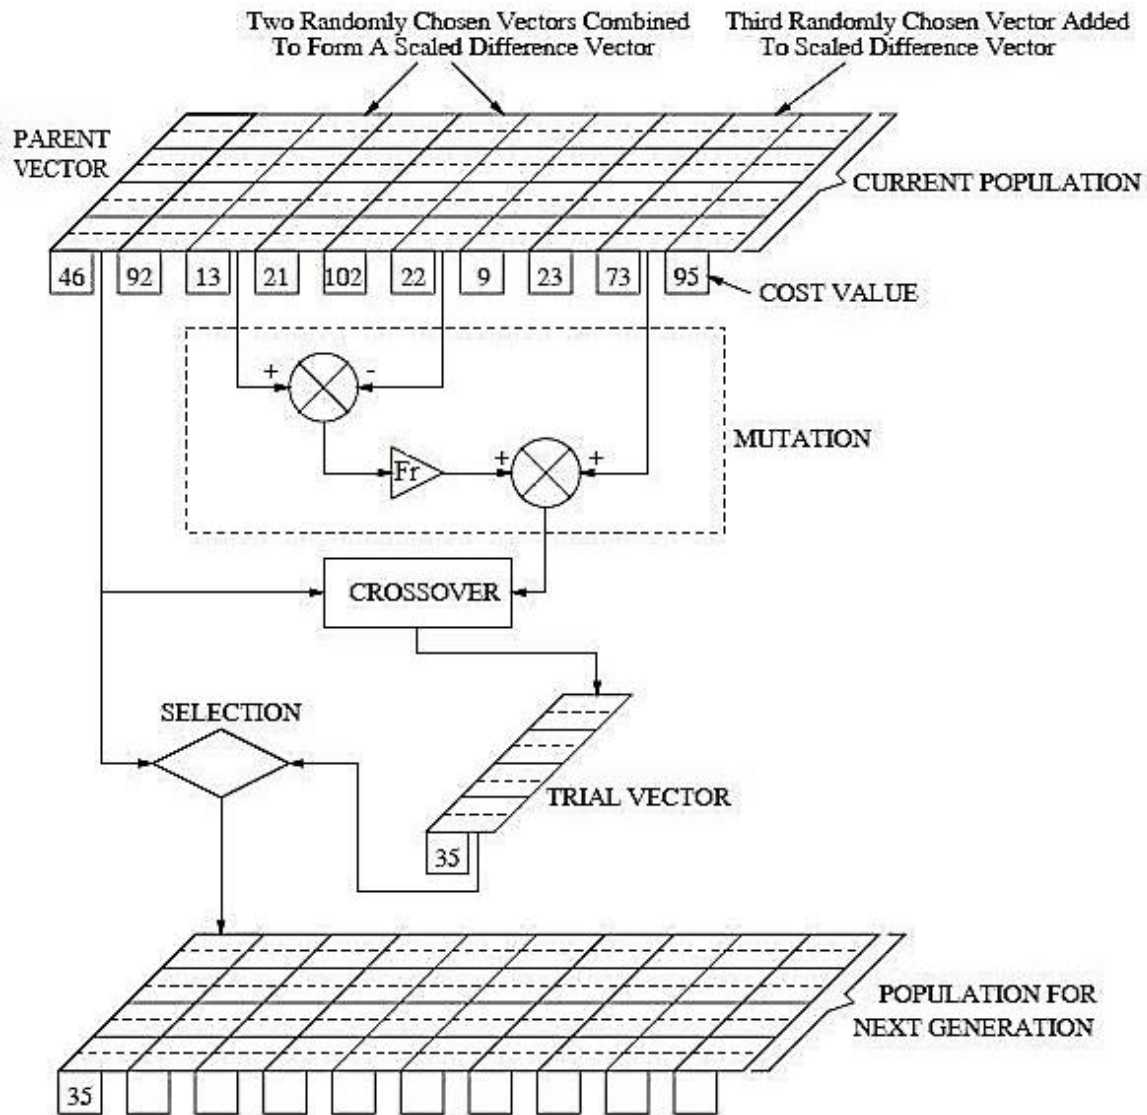 Two Randomly Chosen Vectors Combined
To Form A Scaled Difference Vector
Third Randomly Chosen Vector Added
To Scaled Difference Vector
PARENT
VECTOR
CURRENT POPULATION
46 92 13 21 102 22 9 23 73 95
COST VALUE
+ -
MUTATION
Fr + +
CROSSOVER
SELECTION
TRIAL VECTOR
35
POPULATION FOR
NEXT GENERATION
35